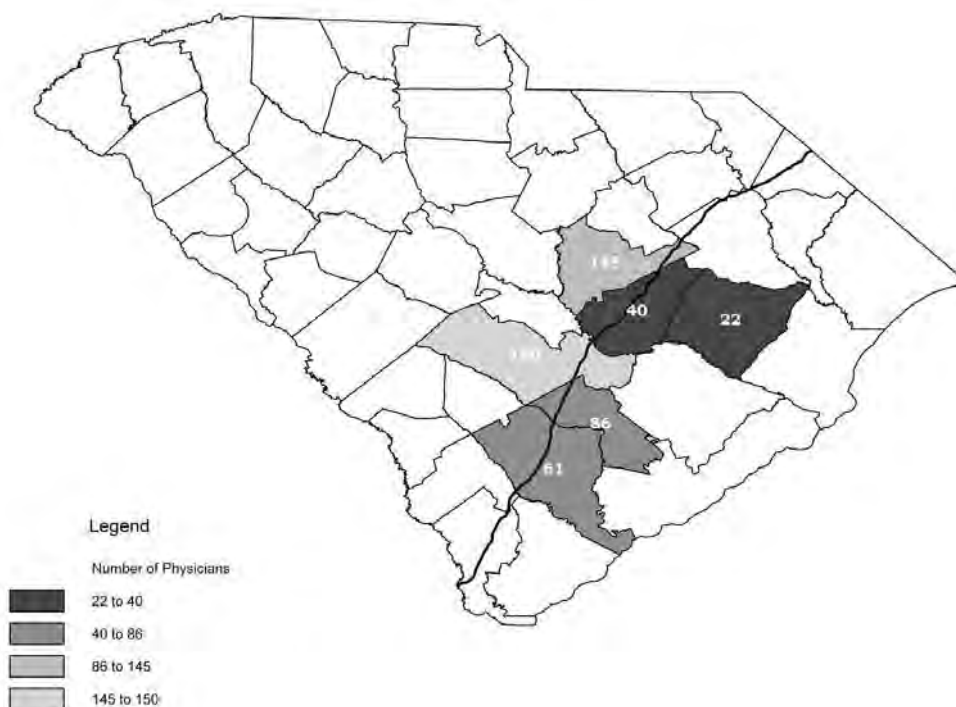 40
22
86
61
Legend
Number of Physicians
22 to 40
40 to 86
86 to 145
145 to 150